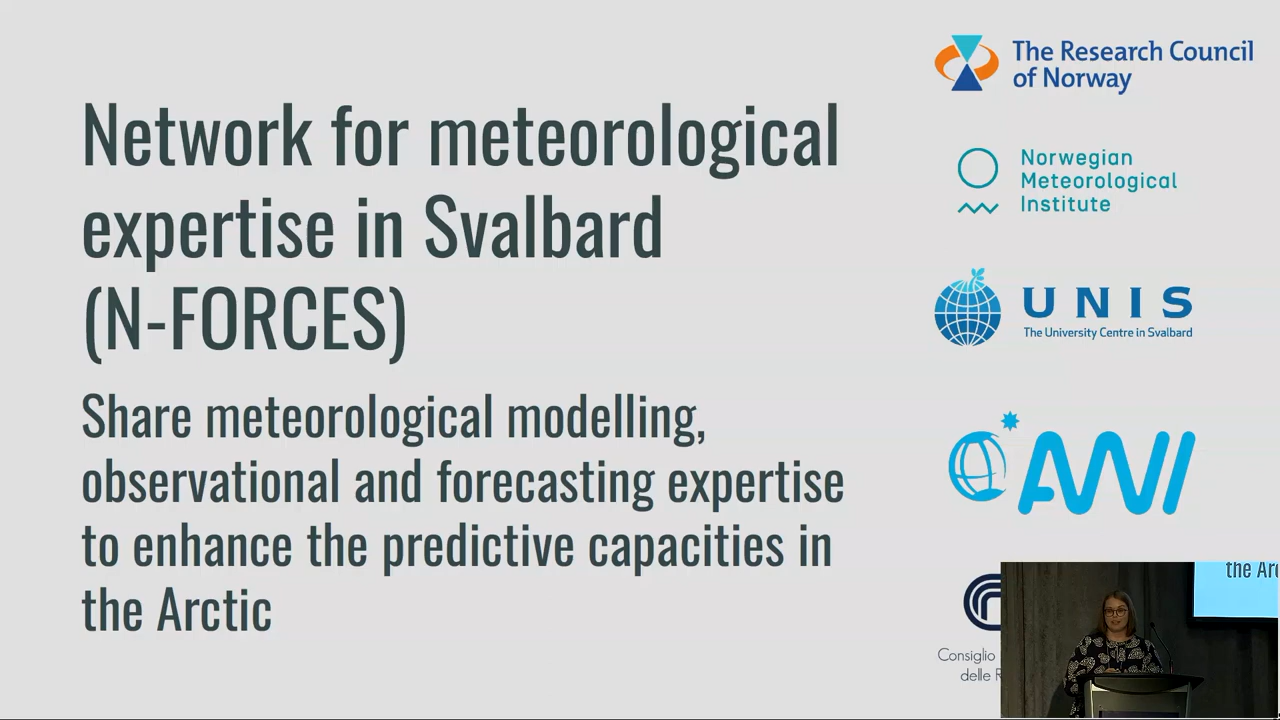 Network for meteorological
expertise in Svalbard
(N-FORCES)
Share meteorological modelling,
observational and forecasting expertise
to enhance the predictive capacities in
the Arctic
The Research Council
of Norway
Norwegian
Meteorological
Institute
UNIS
The University Centre in Svalbard
AWI
Consiglio
delle
the